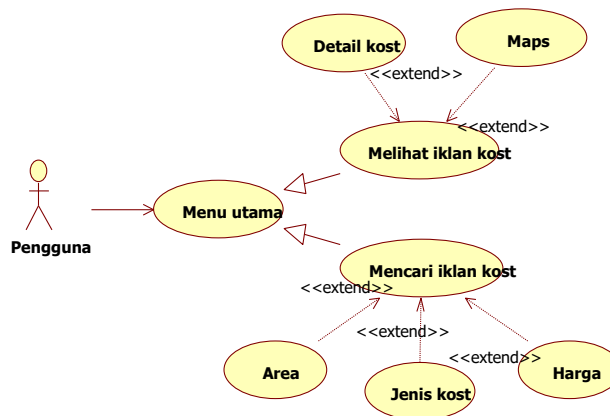 Detail kost
Maps
<<extend>>
<<extend>>
Melihat iklan kost
Menu utama
Pengguna
Mencari iklan kost
<<extend>>
<<extend>>
<<extend>>
Area
Jenis kost
Harga